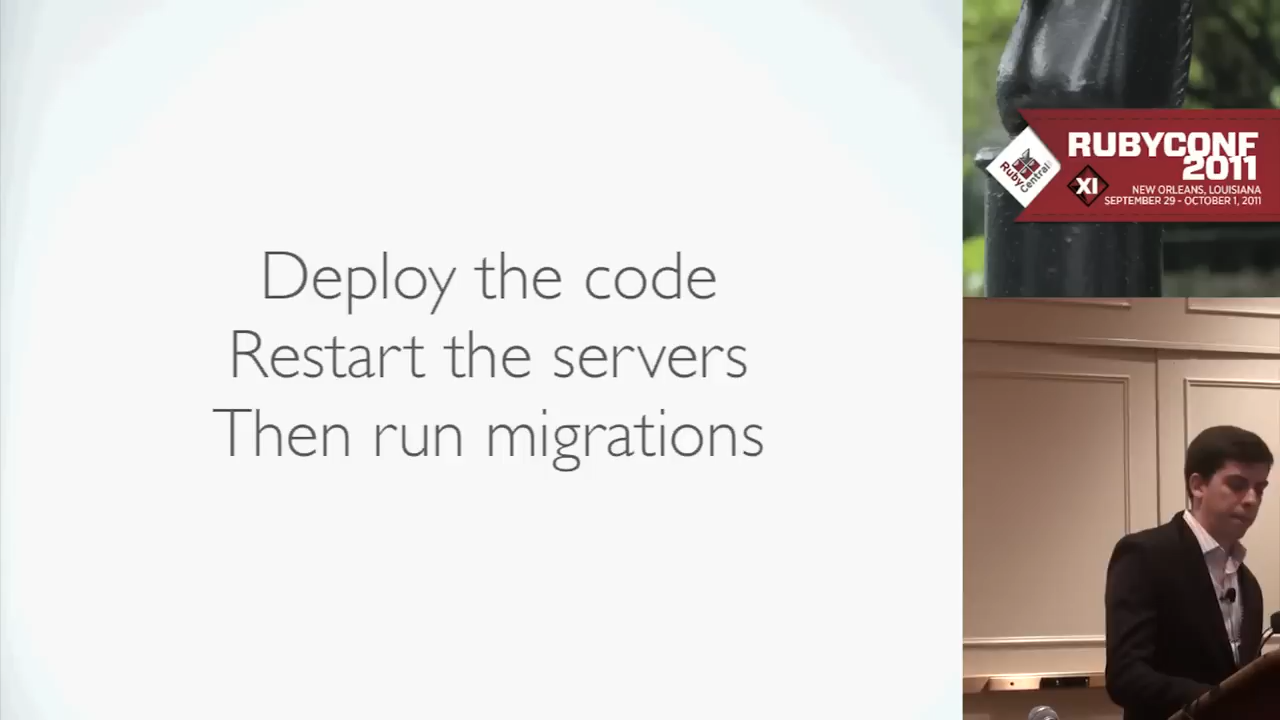 Deploy the code
Restart the servers
Then run migrations
RUBYCONF
2011
Ruby Central
XI
NEW ORLEANS, LOUISIANA
SEPTEMBER 29 - OCTOBER 1, 2011